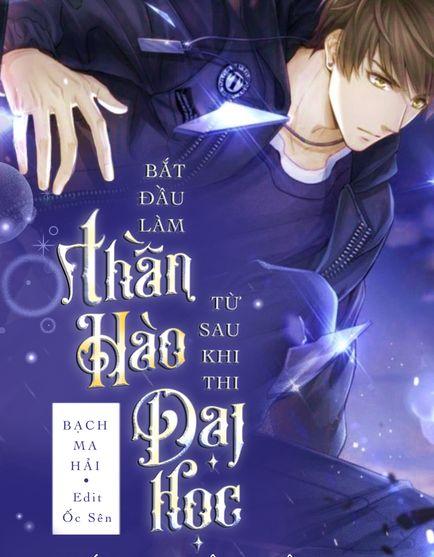 BẮT
ĐẦU
LÀM
Thần
Hào
TỪ
SAU
KHI
THI
Đại
Học
BẠCH
MA
HẢI
•
Edit
Ốc Sên